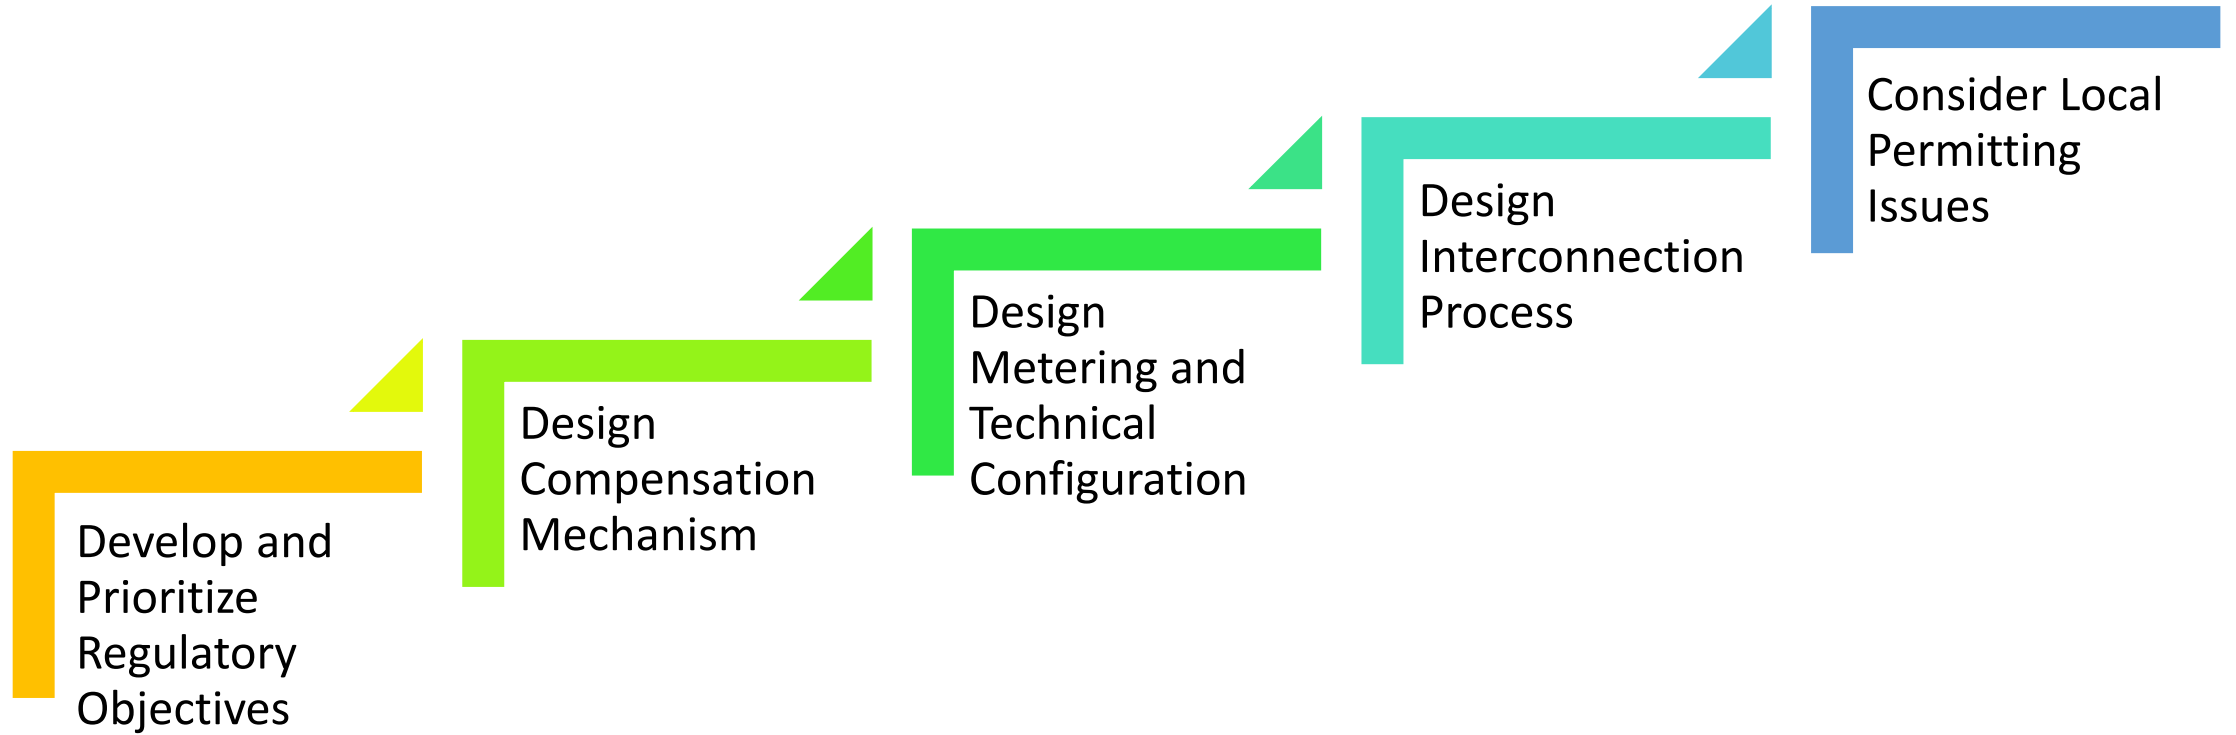 Develop and
Prioritize
Regulatory
Objectives
Design
Compensation
Mechanism
Design
Metering and
Technical
Configuration
Design
Interconnection
Process
Consider Local
Permitting
Issues